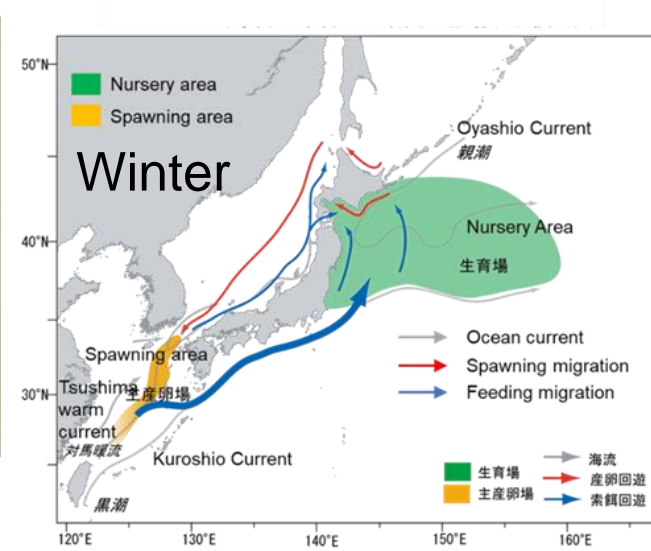 50°N
Nursery area
Spawning area
Winter
Oyashio Current
親潮
Nursery Area
生育場
40°N
Ocean current
Spawning migration
Feeding migration
Spawning area
主産卵場
30°N
Tsushima
warm
current
対馬暖流
Kuroshio Current
黒潮
生育場
主産卵場
海流
産卵回遊
索餌回遊
120°E
130°E
140°E
150°E
160°E